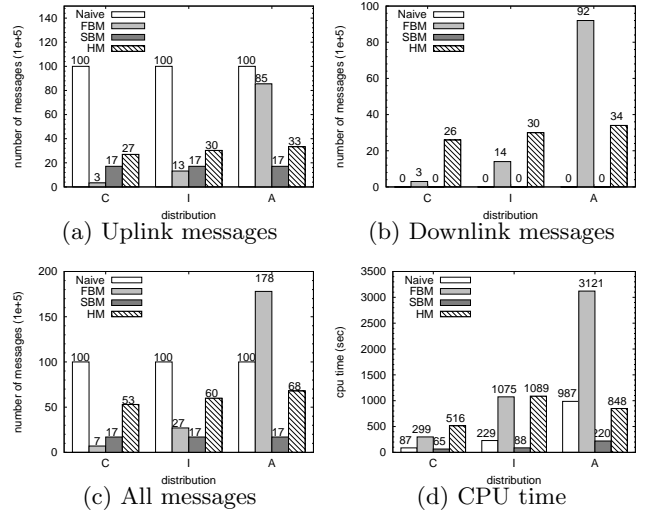 Naive
FBM
SBM
HM
number of messages (1e+5)
140
120
100
80
60
40
20
0
100 3 17 27
100 13 17 30
100 85 17 33
C I A
distribution
(a) Uplink messages
Naive
FBM
SBM
HM
number of messages (1e+5)
100
80
60
40
20
0
0 3 0 26
0 14 0 30
0 92 0 34
C I A
distribution
(b) Downlink messages
Naive
FBM
SBM
HM
number of messages (1e+5)
200
150
100
50
0
100 7 17 53
100 27 17 60
100 178 17 68
C I A
distribution
(c) All messages
Naive
FBM
SBM
HM
cpu time (sec)
3500
3000
2500
2000
1500
1000
500
0
87 299 65 516
229 1075 88 1089
987 3121 220 848
C I A
distribution
(d) CPU time